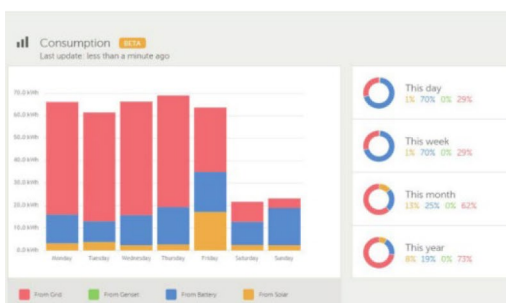 Consumption BETA
Last update: less than a minute ago
70.0 kWh
60.0 kWh
50.0 kWh
40.0 kWh
30.0 kWh
20.0 kWh
10.0 kWh
0.0 kWh
Monday Tuesday Wednesday Thursday Friday Saturday Sunday
From Grid From Genset From Battery From Solar
This day
1% 70% 0% 29%
This week
1% 70% 0% 29%
This month
13% 25% 0% 62%
This year
8% 19% 0% 73%